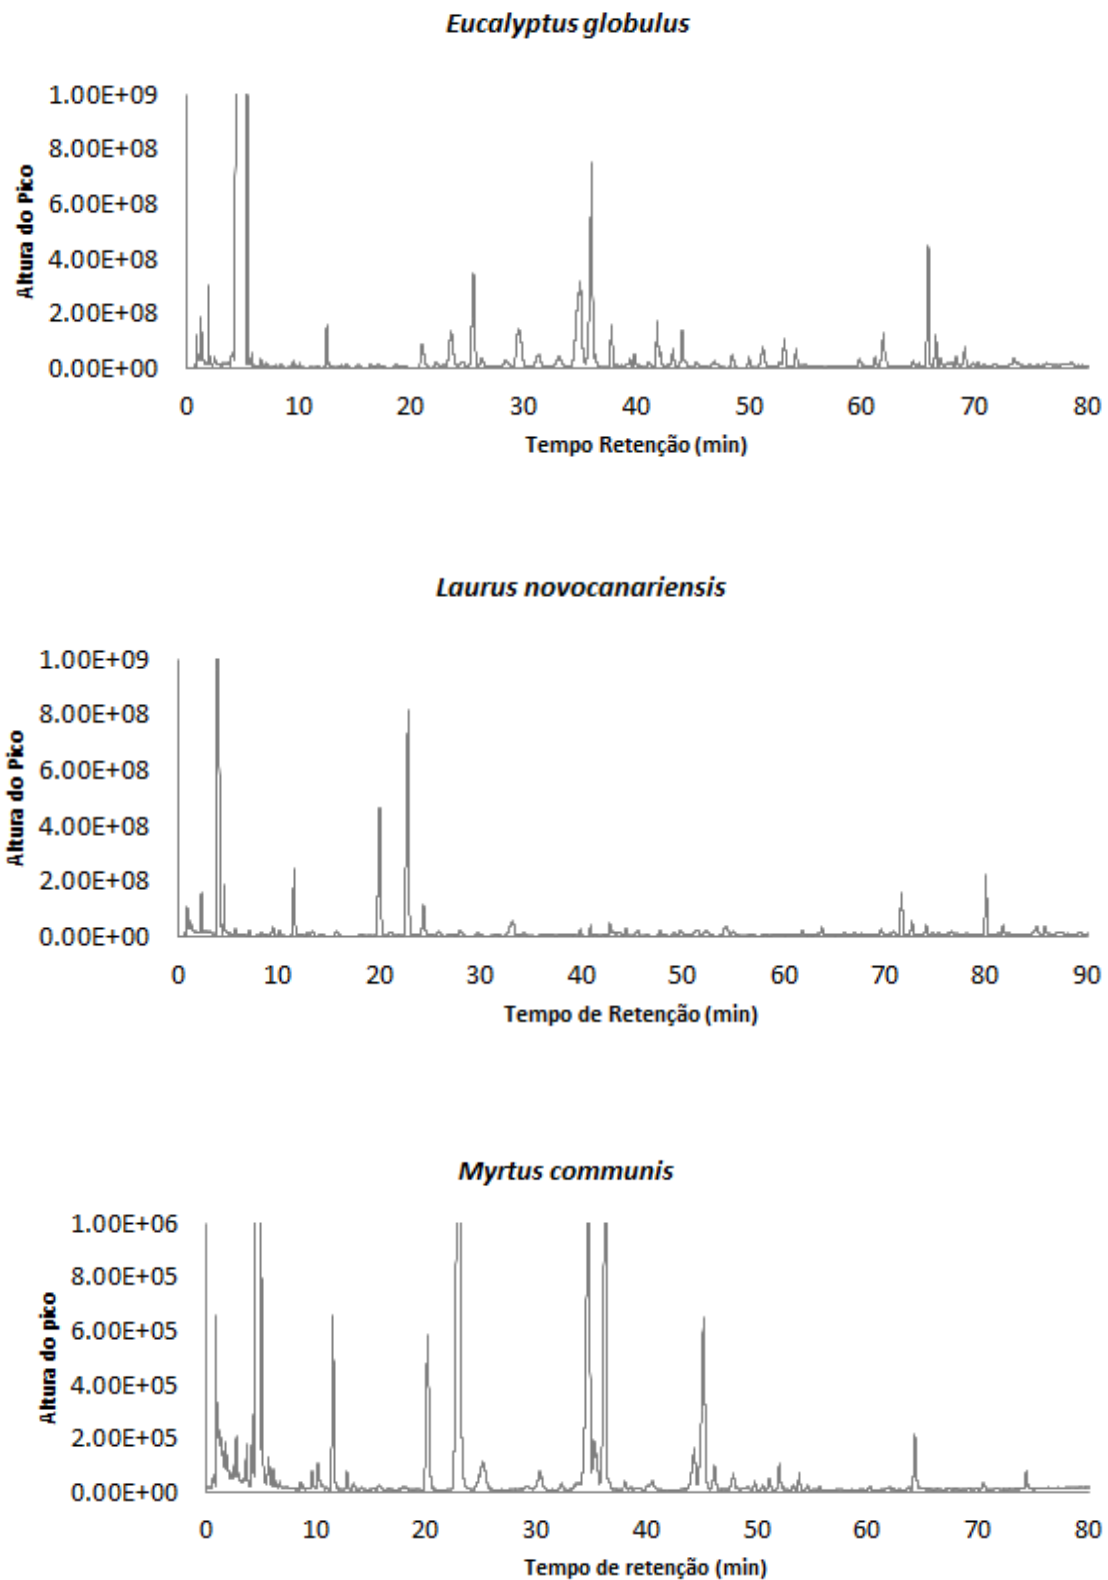 Eucalyptus globulus
1.00E+09
8.00E+08
6.00E+08
4.00E+08
2.00E+08
0.00E+00
Altura do Pico
0 10 20 30 40 50 60 70 80
Tempo Retenção (min)
Laurus novocanariensis
1.00E+09
8.00E+08
6.00E+08
4.00E+08
2.00E+08
0.00E+00
Altura do Pico
0 10 20 30 40 50 60 70 80 90
Tempo de Retenção (min)
Myrtus communis
1.00E+06
8.00E+05
6.00E+05
4.00E+05
2.00E+05
0.00E+00
Altura do pico
0 10 20 30 40 50 60 70 80
Tempo de retenção (min)